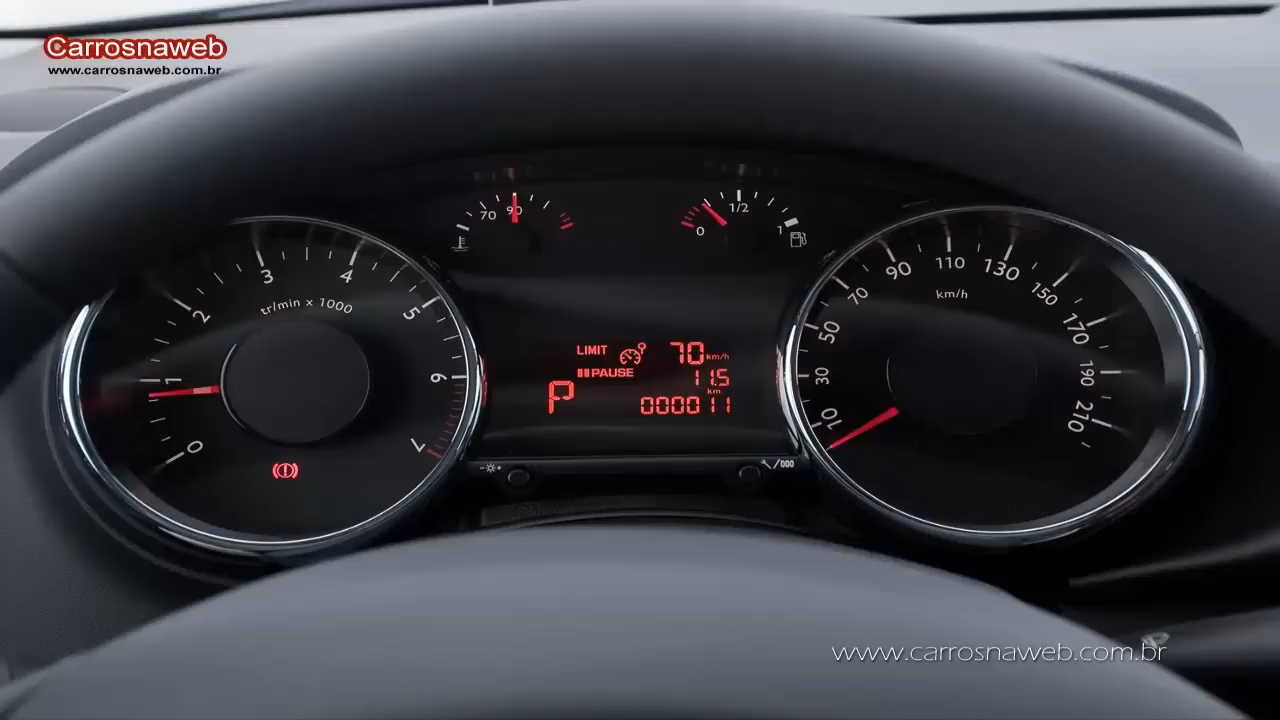 Carrosnaweb
www.carrosnaweb.com.br
70 90
0 1/2 1
0 1 2 3 4 5 6 7
tr/min x 1000
LIMIT 70 km/h
PAUSE 11.5
km
P 000011
10 30 50 70 90 110 130 150 170 190 210
km/h
- +
/000
www.carrosnaweb.com.br